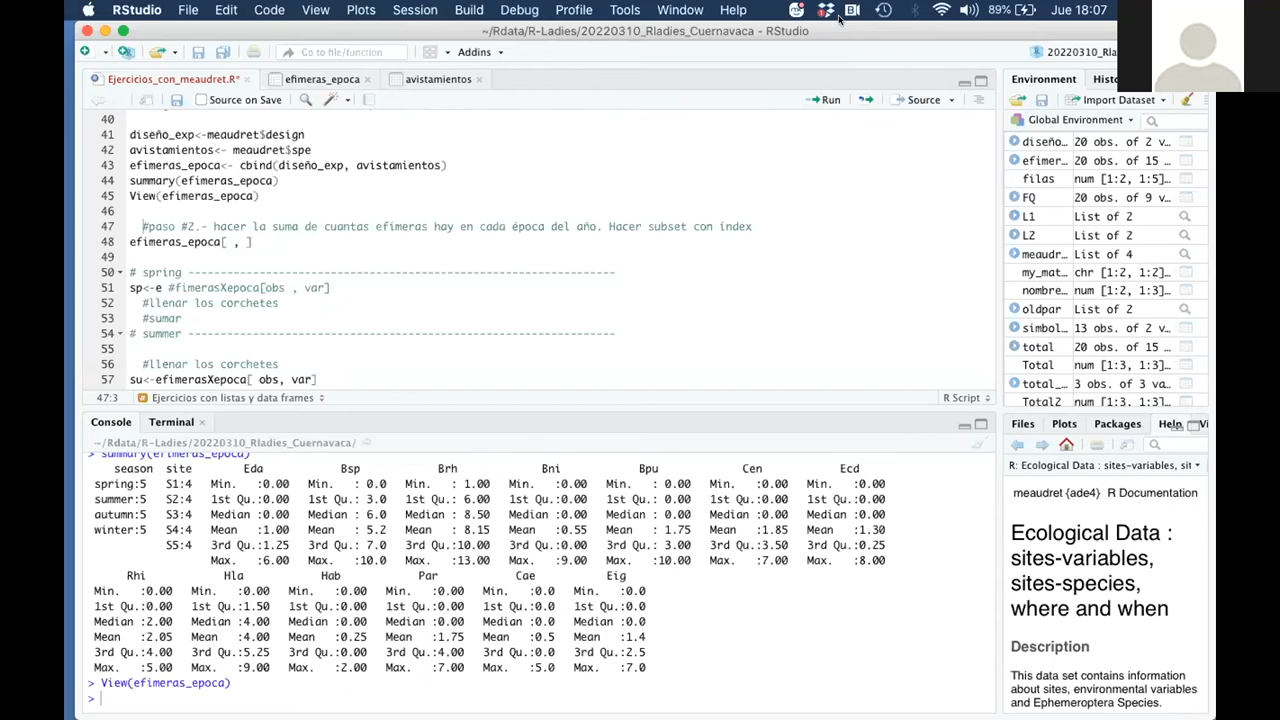 RStudio File Edit Code View Plots Session Build Debug Profile Tools Window Help 89% Jue 18:07
~/Rdata/R-Ladies/20220310_Rladies_Cuernavaca - RStudio
Go to file/function Addins 20220310_Rla
Ejercicios_con_meaudret.R* efimeras_epoca avistamientos
Source on Save Run Source
40
41 diseño_exp<-meaudret$design
42 avistamientos<- meaudret$spe
43 efimeras_epoca<- cbind(diseño_exp, avistamientos)
44 summary(efimeras_epoca)
45 View(efimeras_epoca)
46
47 #paso #2.- hacer la suma de cuantas efimeras hay en cada época del año. Hacer subset con index
48 efimeras_epoca[ , ]
49
50 # spring ----------------------------------------------------------------
51 sp<-e #fimerasXepoca[obs , var]
52 #llenar los corchetes
53 #sumar
54 # summer ----------------------------------------------------------------
55
56 #llenar los corchetes
57 su<-efimerasXepoca[ obs, var]
47:3 Ejercicios con listas y data frames R Script
Console Terminal
~/Rdata/R-Ladies/20220310_Rladies_Cuernavaca/
> summary(efimeras_epoca)
season site Eda Bsp Brh Bni Bpu Cen Ecd
spring:5 S1:4 Min. :0.00 Min. : 0.0 Min. : 1.00 Min. :0.00 Min. : 0.00 Min. :0.00 Min. :0.00
summer:5 S2:4 1st Qu.:0.00 1st Qu.: 3.0 1st Qu.: 6.00 1st Qu.:0.00 1st Qu.: 0.00 1st Qu.:0.00 1st Qu.:0.00
autumn:5 S3:4 Median :0.00 Median : 6.0 Median : 8.50 Median :0.00 Median : 0.00 Median :0.00 Median :0.00
winter:5 S4:4 Mean :1.00 Mean : 5.2 Mean : 8.15 Mean :0.55 Mean : 1.75 Mean :1.85 Mean :1.30
S5:4 3rd Qu.:1.25 3rd Qu.: 7.0 3rd Qu.:10.00 3rd Qu.:0.00 3rd Qu.: 3.00 3rd Qu.:3.50 3rd Qu.:0.25
Max. :6.00 Max. :10.0 Max. :13.00 Max. :9.00 Max. :10.00 Max. :7.00 Max. :8.00
Rhi Hla Hab Par Cae Eig
Min. :0.00 Min. :0.00 Min. :0.00 Min. :0.00 Min. :0.0 Min. :0.0
1st Qu.:0.00 1st Qu.:1.50 1st Qu.:0.00 1st Qu.:0.00 1st Qu.:0.0 1st Qu.:0.0
Median :2.00 Median :4.00 Median :0.00 Median :0.00 Median :0.0 Median :0.0
Mean :2.05 Mean :4.00 Mean :0.25 Mean :1.75 Mean :0.5 Mean :1.4
3rd Qu.:4.00 3rd Qu.:5.25 3rd Qu.:0.00 3rd Qu.:4.00 3rd Qu.:0.0 3rd Qu.:2.5
Max. :5.00 Max. :9.00 Max. :2.00 Max. :7.00 Max. :5.0 Max. :7.0
> View(efimeras_epoca)
>
Environment Histo
Import Dataset
Global Environment
diseño… 20 obs. of 2 v…
efimer… 20 obs. of 15 …
filas num [1:2, 1:5]…
FQ 20 obs. of 9 v…
L1 List of 2
L2 List of 2
meaudr… List of 4
my_mat… chr [1:2, 1:2]…
nombre… num [1:2, 1:3]…
oldpar List of 2
simbol… 13 obs. of 2 v…
total 20 obs. of 15 …
Total num [1:3, 1:3]…
total_… 3 obs. of 3 va…
Total2 num [1:3, 1:3]…
Files Plots Packages Help Vi
R: Ecological Data : sites-variables, sit
meaudret {ade4} R Documentation
Ecological Data :
sites-variables,
sites-species,
where and when
Description
This data set contains information
about sites, environmental variables
and Ephemeroptera Species.